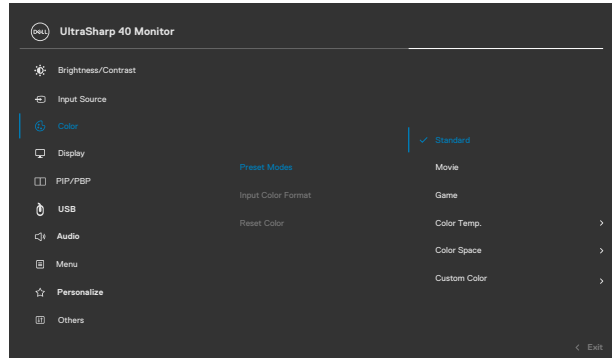 DELL UltraSharp 40 Monitor
Brightness/Contrast
Input Source
Color
Standard
Display
Preset Modes
Movie
PIP/PBP
Input Color Format
Game
USB
Reset Color
Color Temp.
Audio
Color Space
Menu
Custom Color
Personalize
Others
Exit